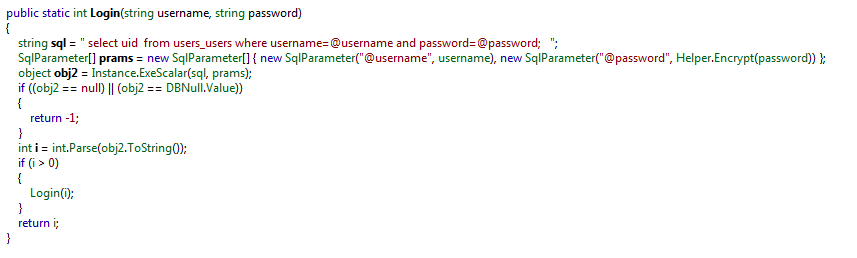 public static int Login(string username, string password)
{
string sql = " select uid  from users_users where username=@username and password=@password;   ";
SqlParameter[] prams = new SqlParameter[] { new SqlParameter("@username", username), new SqlParameter("@password", Helper.Encrypt(password)) };
object obj2 = Instance.ExeScalar(sql, prams);
if ((obj2 == null) || (obj2 == DBNull.Value))
{
return -1;
}
int i = int.Parse(obj2.ToString());
if (i > 0)
{
Login(i);
}
return i;
}